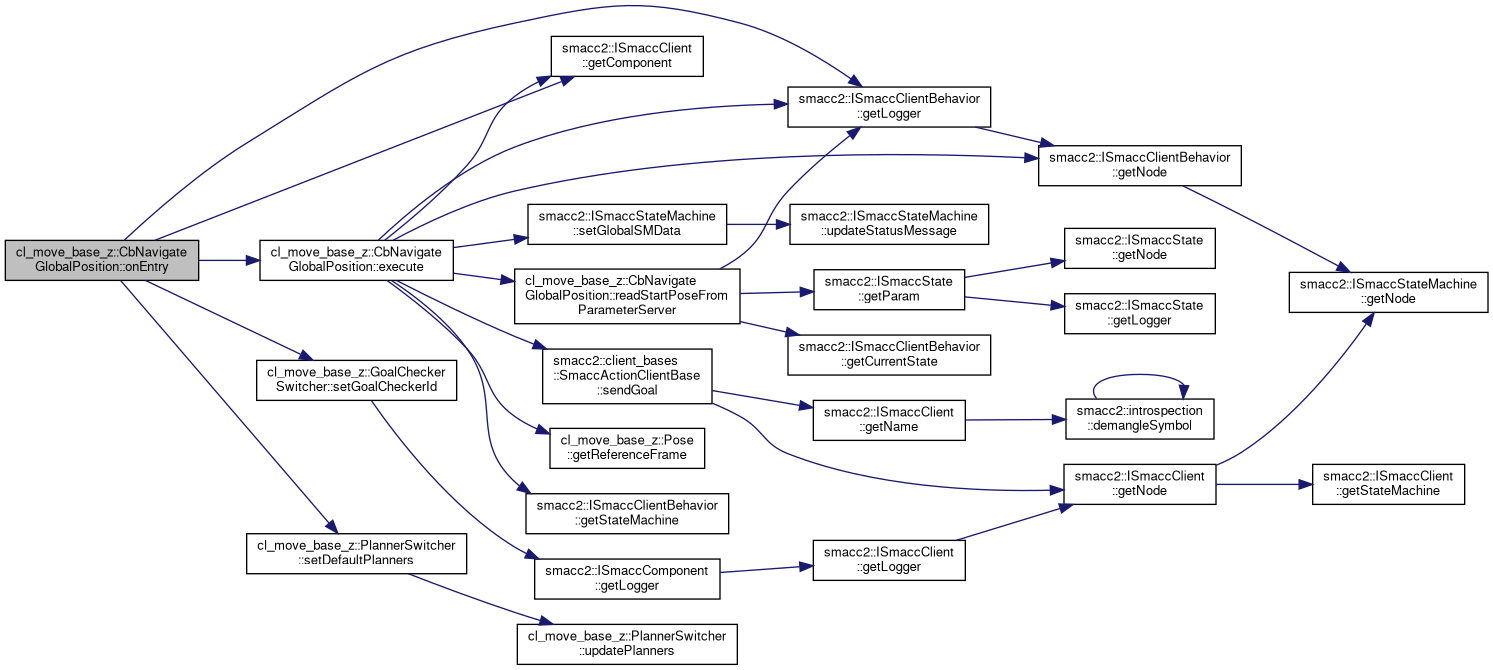 cl_move_base_z::CbNavigate
GlobalPosition::onEntry
smacc2::ISmaccClient
::getComponent
smacc2::ISmaccClientBehavior
::getLogger
smacc2::ISmaccClientBehavior
::getNode
smacc2::ISmaccStateMachine
::getNode
cl_move_base_z::CbNavigate
GlobalPosition::execute
smacc2::ISmaccStateMachine
::setGlobalSMData
smacc2::ISmaccStateMachine
::updateStatusMessage
cl_move_base_z::CbNavigate
GlobalPosition::readStartPoseFrom
ParameterServer
smacc2::ISmaccState
::getParam
smacc2::ISmaccState
::getNode
smacc2::ISmaccState
::getLogger
smacc2::ISmaccClientBehavior
::getCurrentState
smacc2::client_bases
::SmaccActionClientBase
::sendGoal
smacc2::ISmaccClient
::getName
smacc2::introspection
::demangleSymbol
smacc2::ISmaccClient
::getNode
smacc2::ISmaccClient
::getStateMachine
cl_move_base_z::Pose
::getReferenceFrame
smacc2::ISmaccClientBehavior
::getStateMachine
cl_move_base_z::GoalChecker
Switcher::setGoalCheckerId
smacc2::ISmaccComponent
::getLogger
smacc2::ISmaccClient
::getLogger
cl_move_base_z::PlannerSwitcher
::setDefaultPlanners
cl_move_base_z::PlannerSwitcher
::updatePlanners